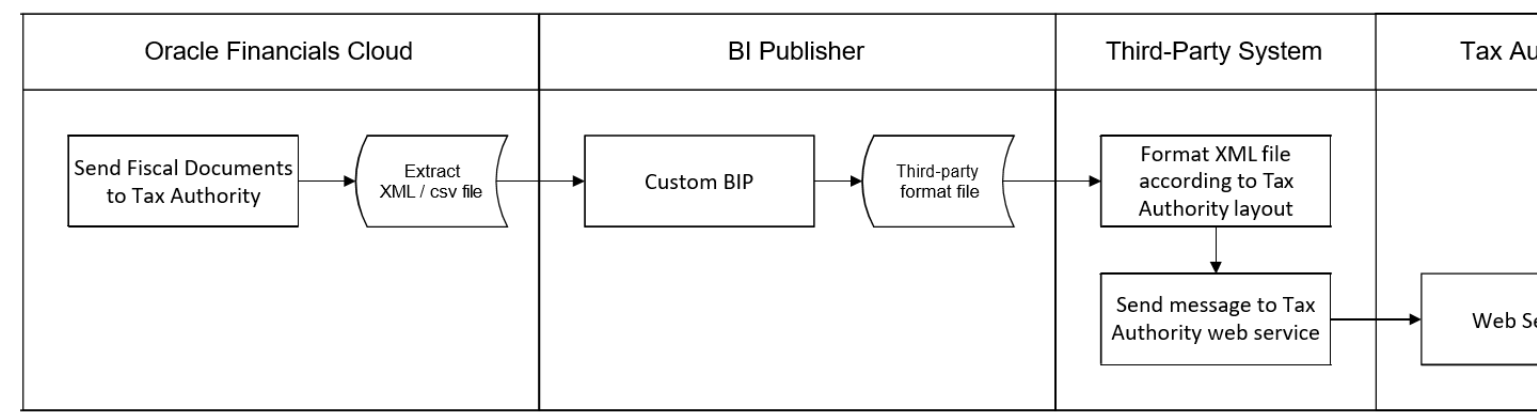 Oracle Financials Cloud
BI Publisher
Third-Party System
Tax
Send Fiscal Documents
to Tax Authority
Extract
XML / csv file
Custom BIP
Third-party
format file
Format XML file
according to Tax
Authority layout
Send message to Tax
Authority web service
Web